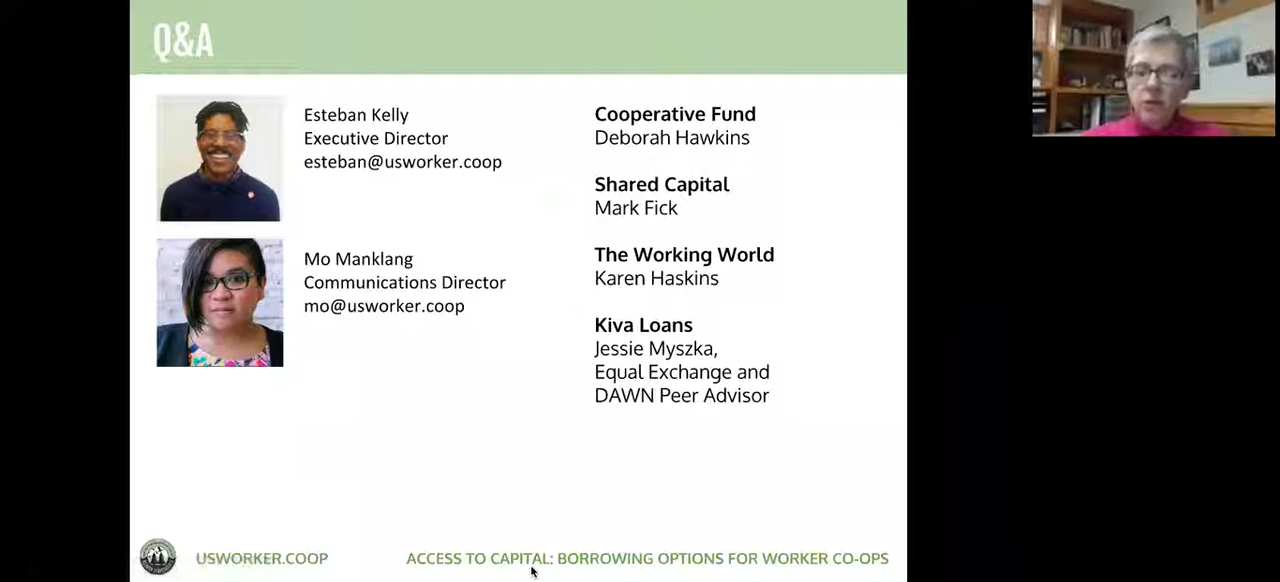 Q&A
Esteban Kelly
Executive Director
esteban@usworker.coop
Mo Manklang
Communications Director
mo@usworker.coop
Cooperative Fund
Deborah Hawkins
Shared Capital
Mark Fick
The Working World
Karen Haskins
Kiva Loans
Jessie Myszka,
Equal Exchange and
DAWN Peer Advisor
USWORKER.COOP
ACCESS TO CAPITAL: BORROWING OPTIONS FOR WORKER CO-OPS